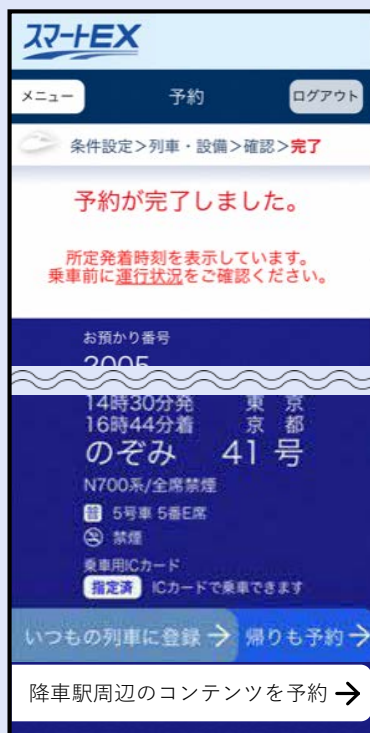 スマートEX
メニュー 予約 ログアウト
条件設定>列車・設備>確認>完了
予約が完了しました。
所定発着時刻を表示しています。
乗車前に運行状況をご確認ください。
お預かり番号
2005
14時30分発 東京
16時44分着 京都
のぞみ 41号
N700系/全席禁煙
普 5号車 5番E席
禁煙
乗車用ICカード
指定済 ICカードで乗車できます
いつもの列車に登録→ 帰りも予約→
降車駅周辺のコンテンツを予約→